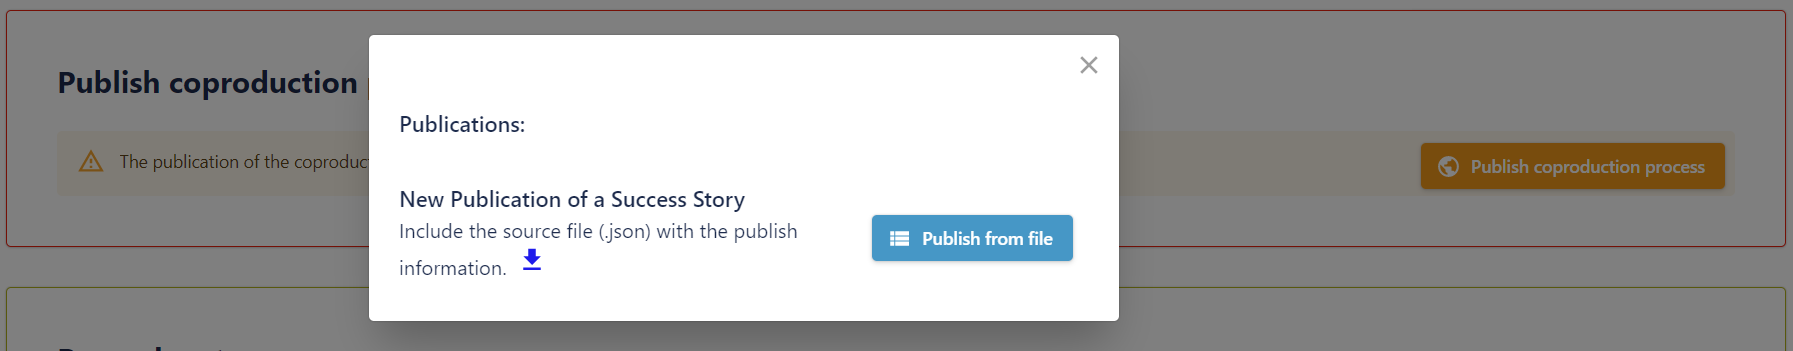 Publish coproduction
The publication of the coproduc
Publish coproduction process
Publications:
New Publication of a Success Story
Include the source file (.json) with the publish
information.
Publish from file